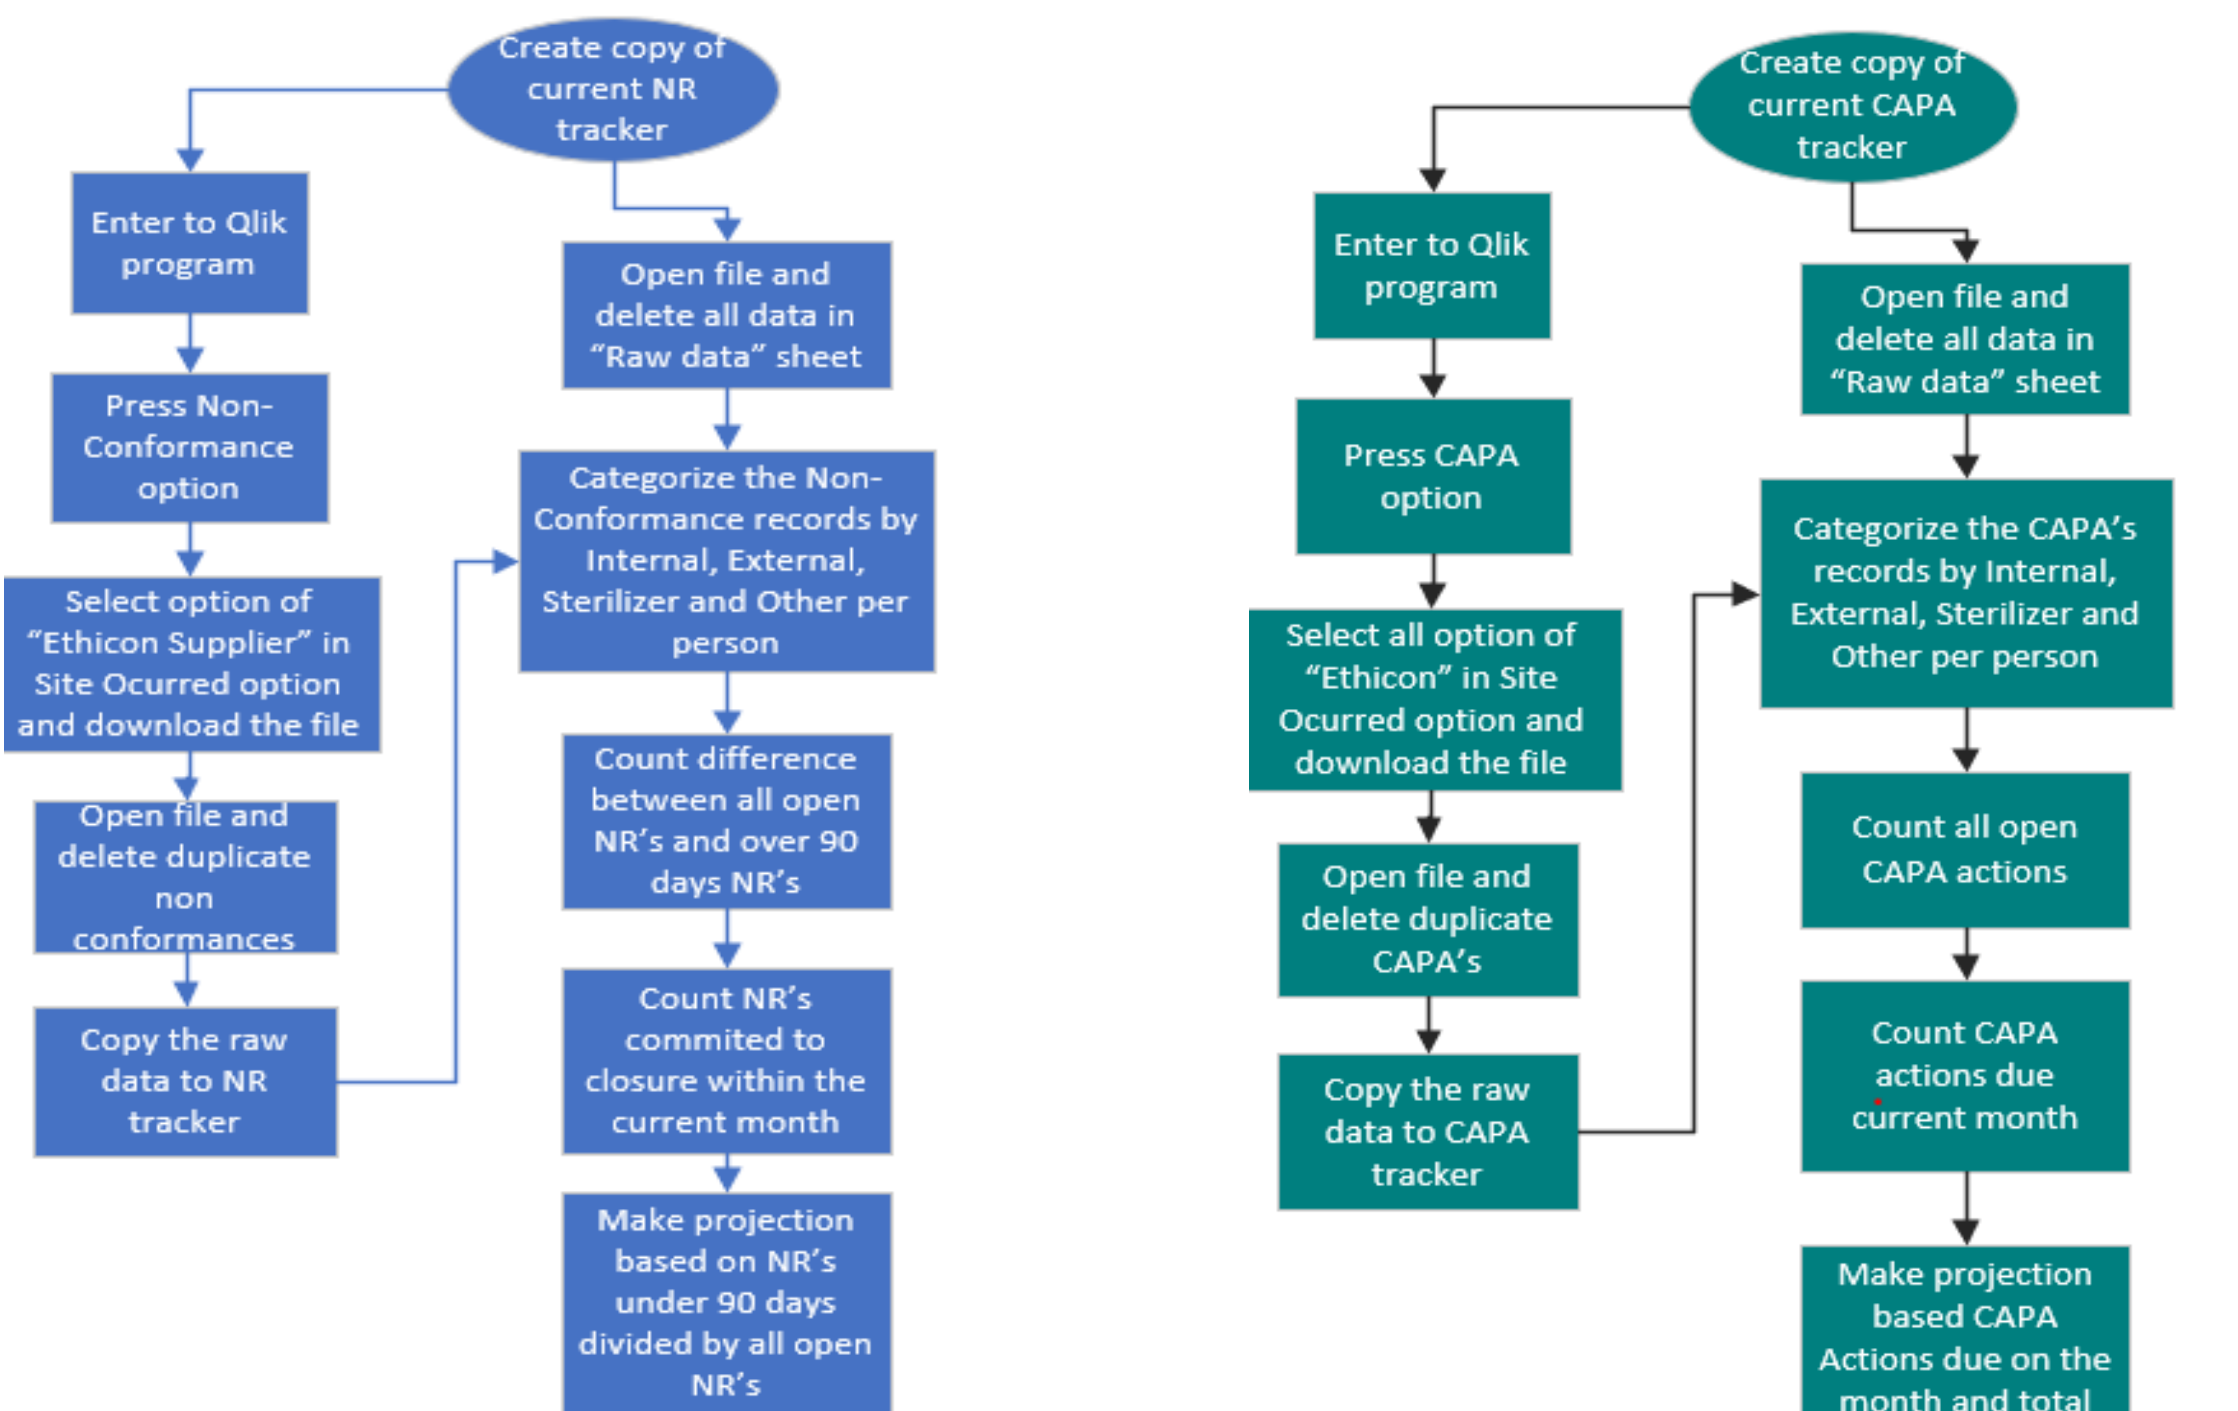 Create copy of
current NR
tracker
Enter to Qlik
program
Press Non-
Conformance
option
Select option of
“Ethicon Supplier” in
Site Ocurred option
and download the file
Open file and
delete duplicate
non
conformances
Copy the raw
data to NR
tracker
Open file and
delete all data in
“Raw data” sheet
Categorize the Non-
Conformance records by
Internal, External,
Sterilizer and Other per
person
Count difference
between all open
NR’s and over 90
days NR’s
Count NR’s
commited to
closure within the
current month
Make projection
based on NR’s
under 90 days
divided by all open
NR’s
Create copy of
current CAPA
tracker
Enter to Qlik
program
Press CAPA
option
Select all option of
“Ethicon” in Site
Ocurred option and
download the file
Open file and
delete duplicate
CAPA’s
Copy the raw
data to CAPA
tracker
Open file and
delete all data in
“Raw data” sheet
Categorize the CAPA’s
records by Internal,
External, Sterilizer and
Other per person
Count all open
CAPA actions
Count CAPA
actions due
current month
Make projection
based CAPA
Actions due on the
month and total